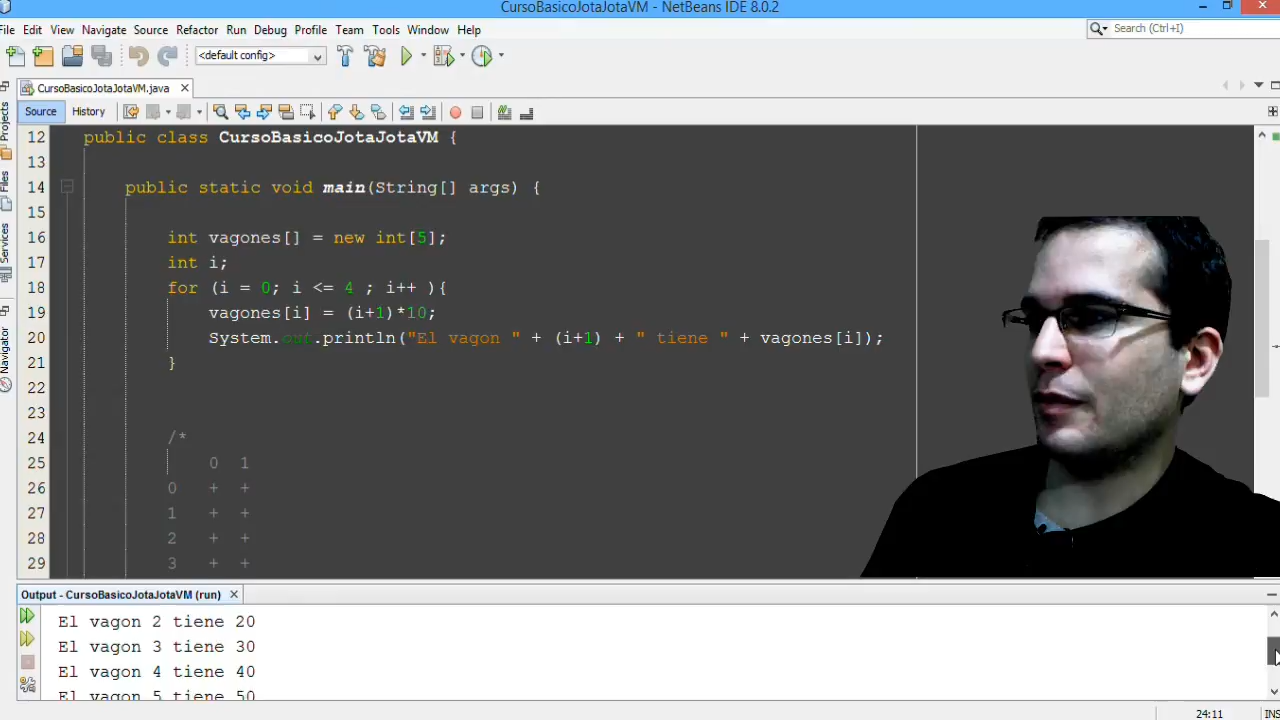 CursoBasicoJotaJotaVM - NetBeans IDE 8.0.2
File Edit View Navigate Source Refactor Run Debug Profile Team Tools Window Help
Search (Ctrl+I)
<default config>
CursoBasicoJotaJotaVM.java
Source History
Projects
Files
Services
Navigator
12 public class CursoBasicoJotaJotaVM {
13
14 public static void main(String[] args) {
15
16 int vagones[] = new int[5];
17 int i;
18 for (i = 0; i <= 4 ; i++ ){
19 vagones[i] = (i+1)*10;
20 System.out.println("El vagon " + (i+1) + " tiene " + vagones[i]);
21 }
22
23
24 /*
25 0 1
26 0 + +
27 1 + +
28 2 + +
29 3 + +
Output - CursoBasicoJotaJotaVM (run)
El vagon 2 tiene 20
El vagon 3 tiene 30
El vagon 4 tiene 40
El vagon 5 tiene 50
24:11 INS